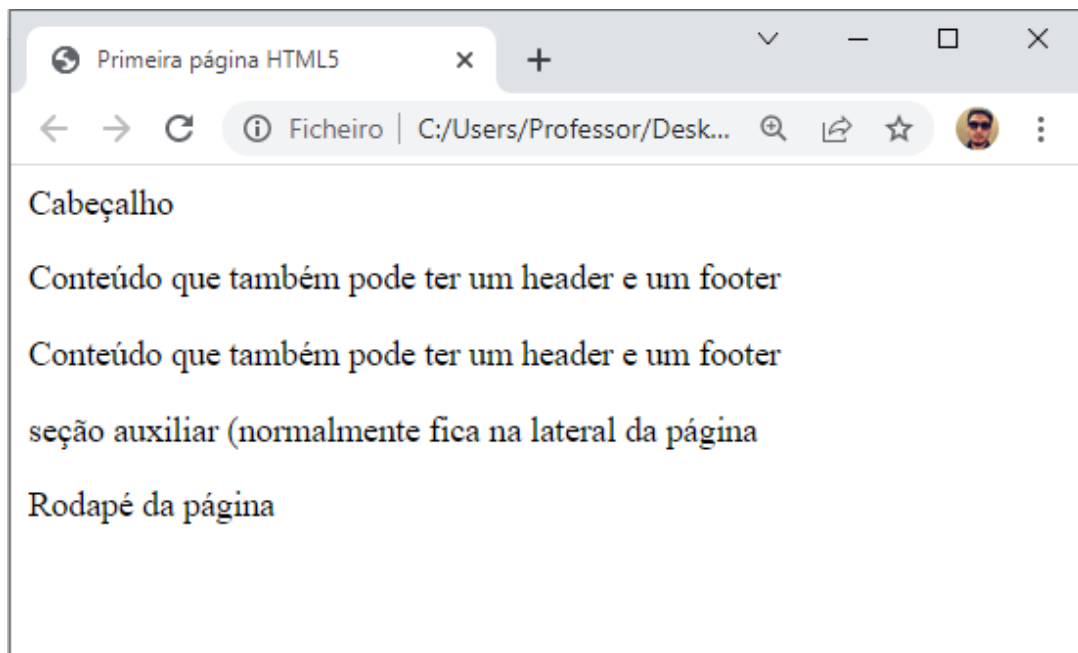 Primeira página HTML5
Ficheiro | C:/Users/Professor/Desk...
Cabeçalho
Conteúdo que também pode ter um header e um footer
Conteúdo que também pode ter um header e um footer
seção auxiliar (normalmente fica na lateral da página
Rodapé da página